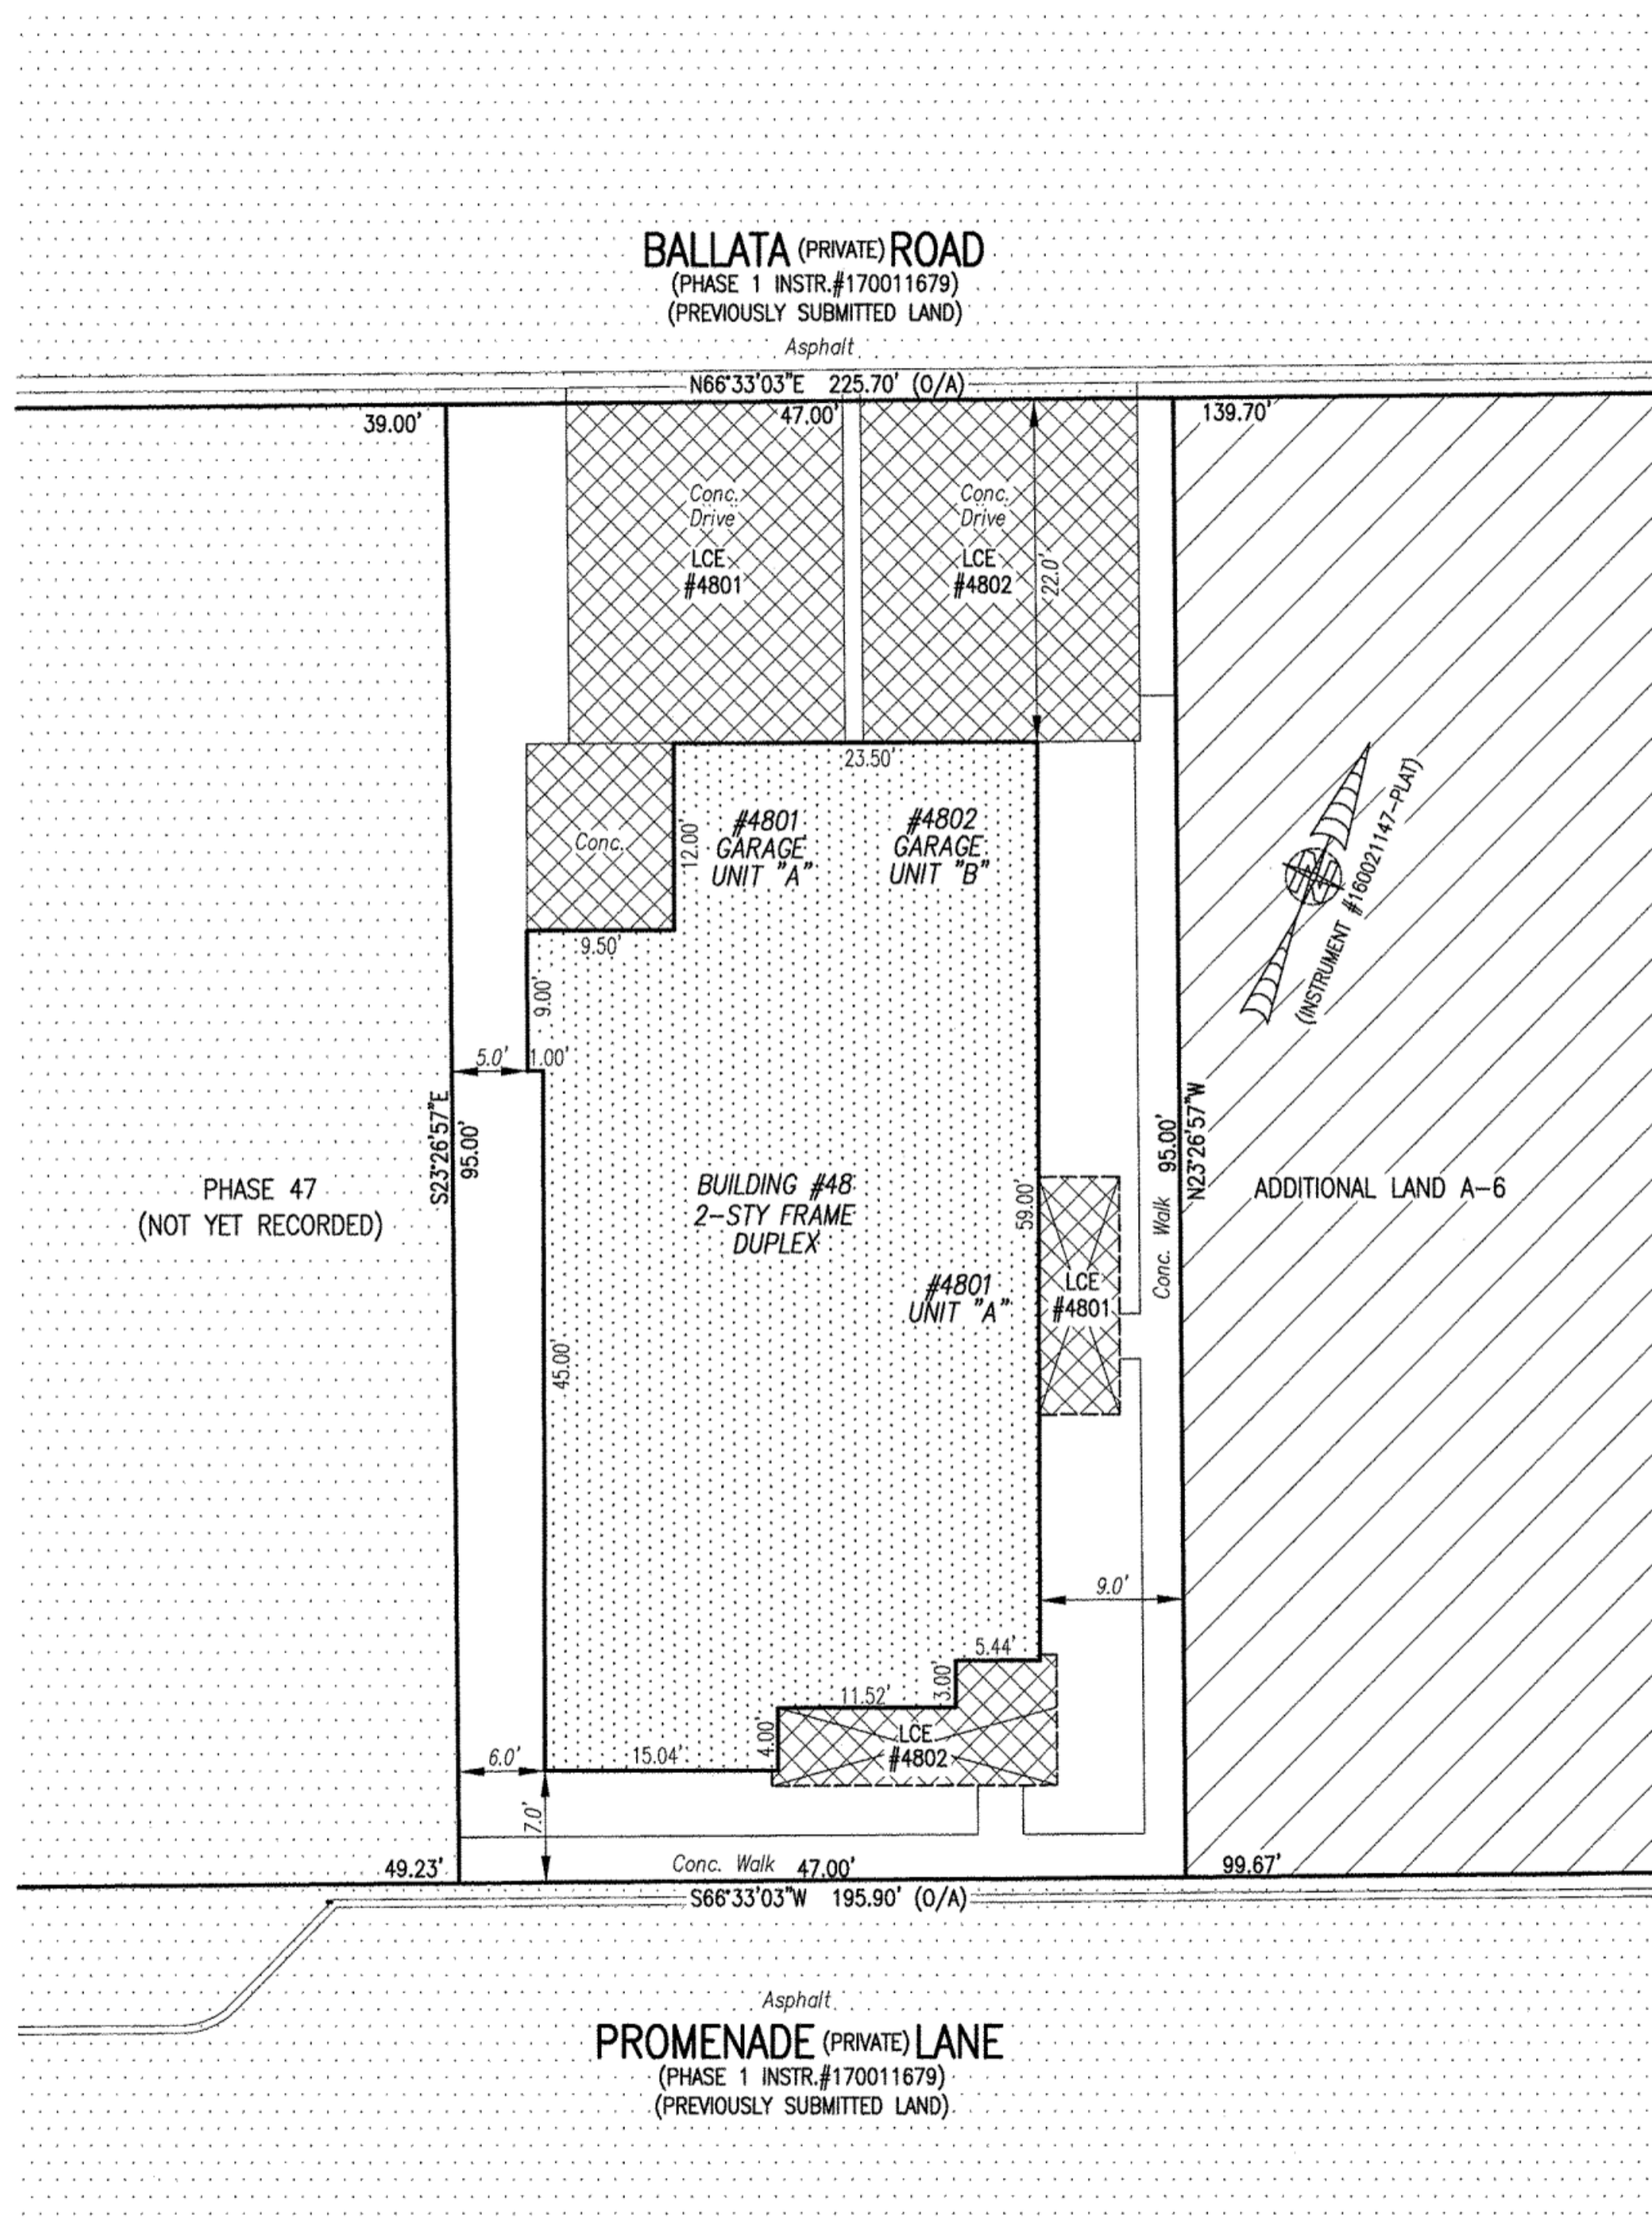 BALLATA (PRIVATE) ROAD
(PHASE 1 INSTR.#170011679)
(PREVIOUSLY SUBMITTED LAND)
Asphalt
N66°33'03"E 225.70' (O/A)
39.00'
47.00'
139.70'
Conc.
Drive
LCE
#4801
Conc.
Drive
LCE
#4802
22.0'
23.50'
Conc.
12.00'
#4801
GARAGE
UNIT "A"
#4802
GARAGE
UNIT "B"
9.50'
9.00'
(INSTRUMENT #160021147-PLAT)
5.0'
1.00'
S23°26'57"E
95.00'
PHASE 47
(NOT YET RECORDED)
BUILDING #48
2-STY FRAME
DUPLEX
59.00'
Conc. Walk
95.00'
N23°26'57"W
ADDITIONAL LAND A-6
#4801
UNIT "A"
LCE
#4801
45.00'
9.0'
5.44'
3.00'
11.52'
4.00'
LCE
#4802
6.0'
15.04'
7.0'
49.23'
Conc. Walk 47.00'
99.67'
S66°33'03"W 195.90' (O/A)
Asphalt
PROMENADE (PRIVATE) LANE
(PHASE 1 INSTR.#170011679)
(PREVIOUSLY SUBMITTED LAND)